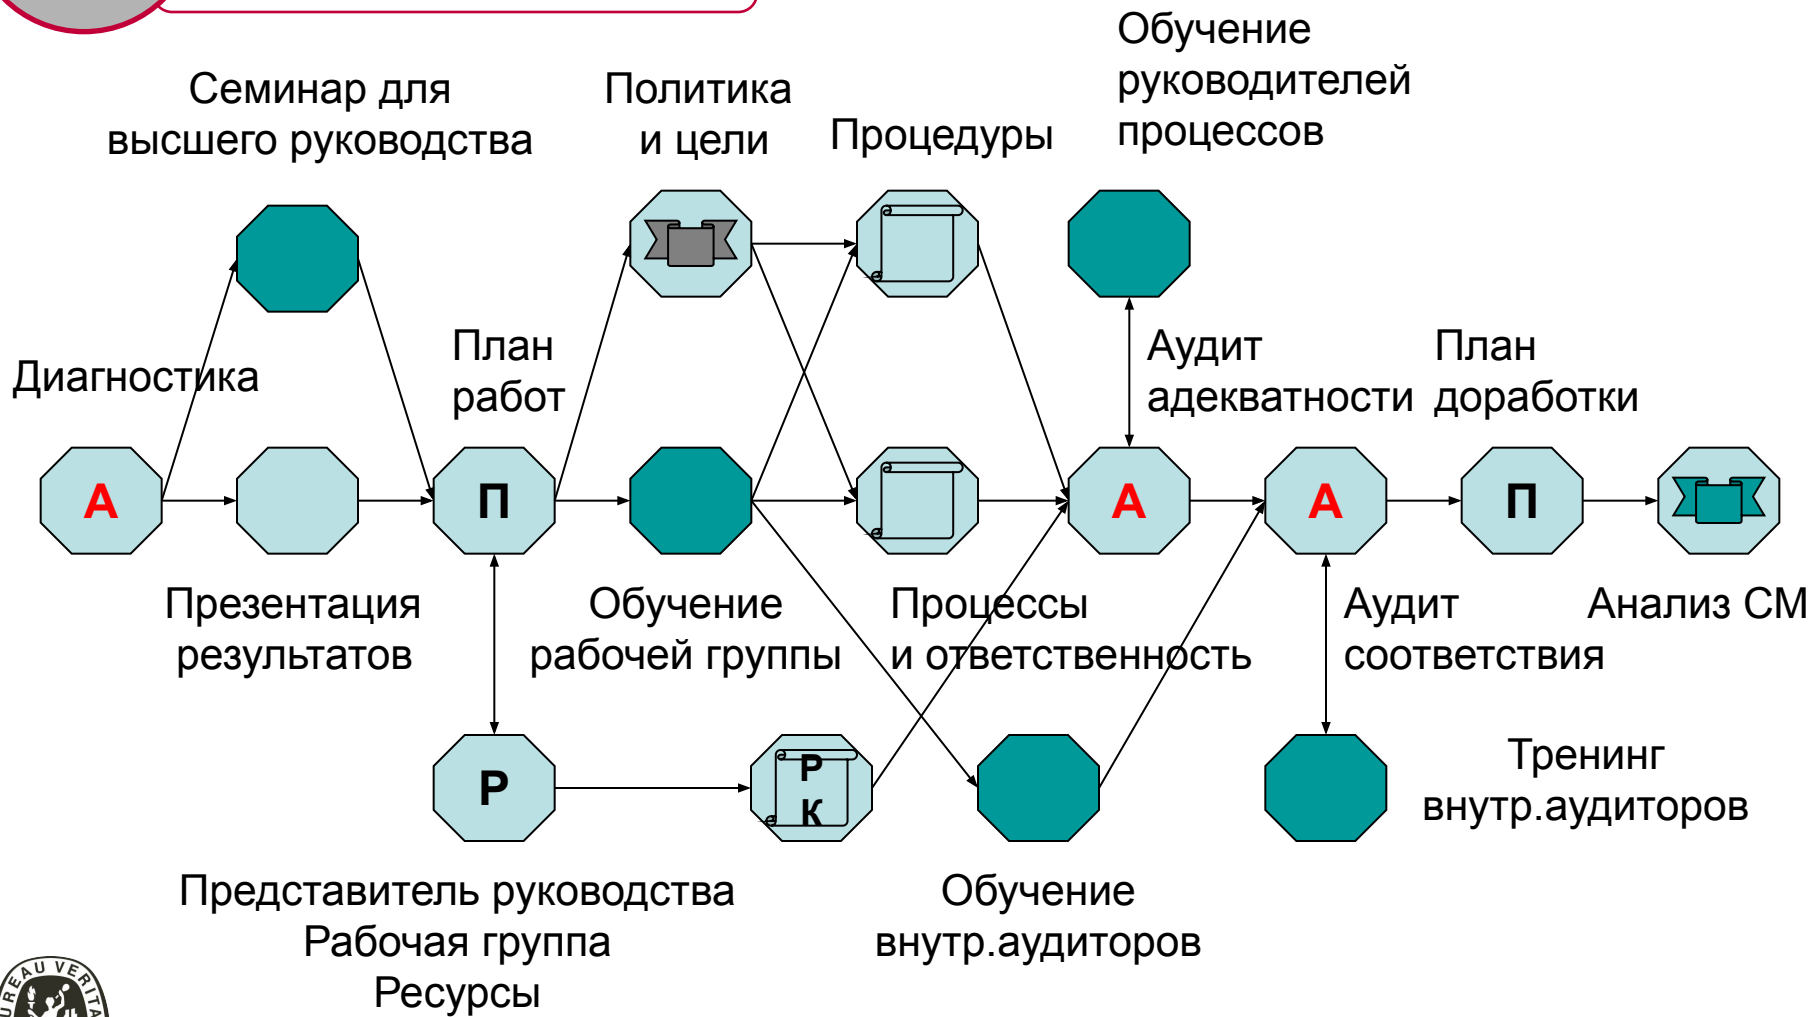 Обучение
руководителей
процессов
Семинар для
высшего руководства
Политика
и цели
Процедуры
Диагностика
План
работ
Аудит
адекватности
План
доработки
А
П
А
А
П
Презентация
результатов
Обучение
рабочей группы
Процессы
и ответственность
Аудит
соответствия
Анализ СМ
Р
Р
К
Тренинг
внутр.аудиторов
Представитель руководства
Рабочая группа
Ресурсы
Обучение
внутр.аудиторов